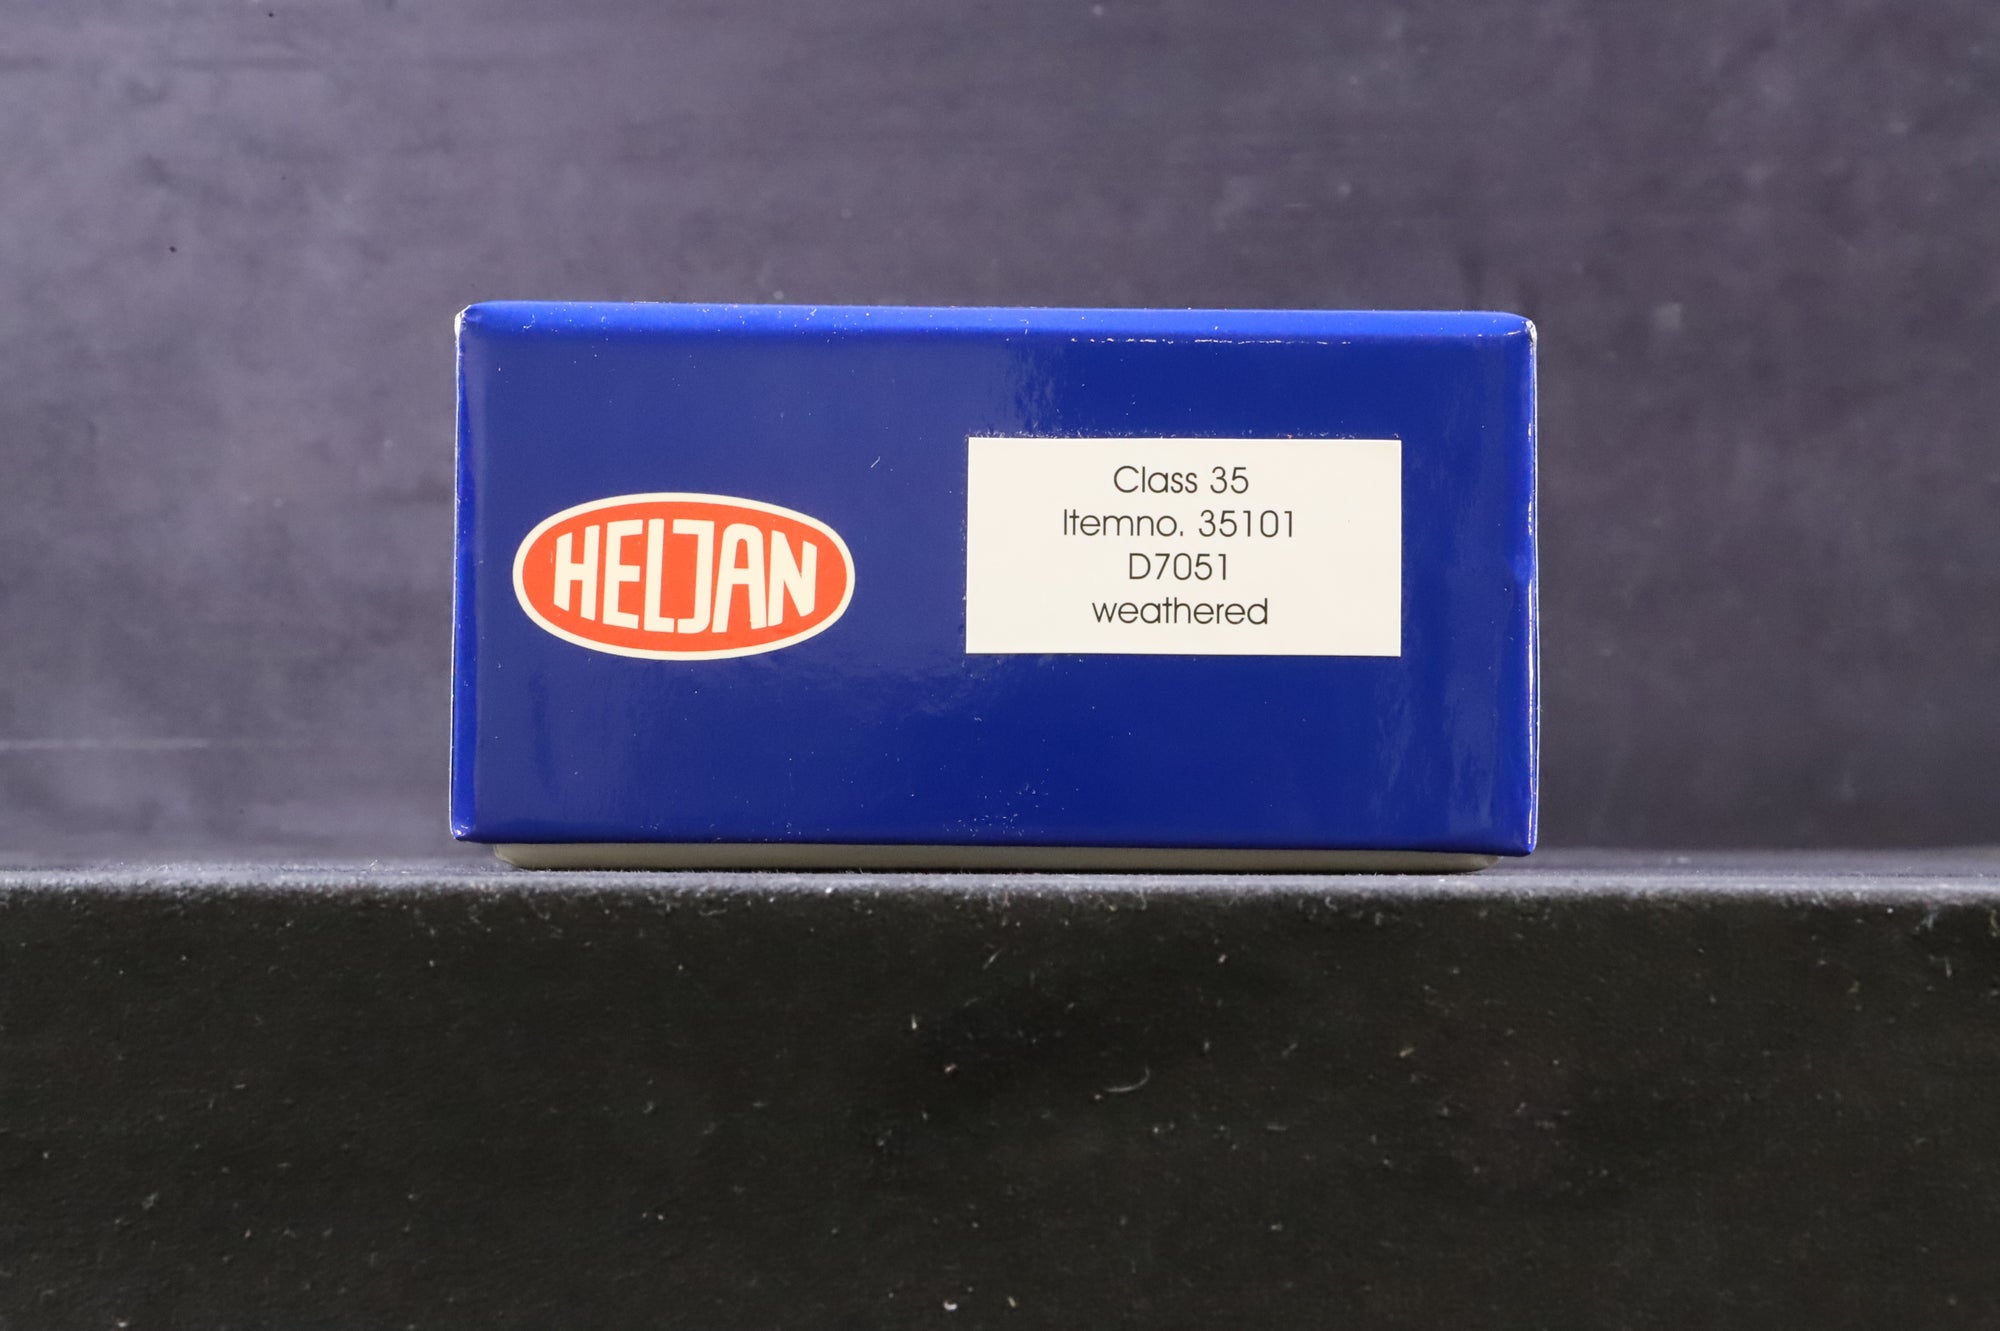 HELJAN
Class 35
Itemno. 35101
D7051
weathered